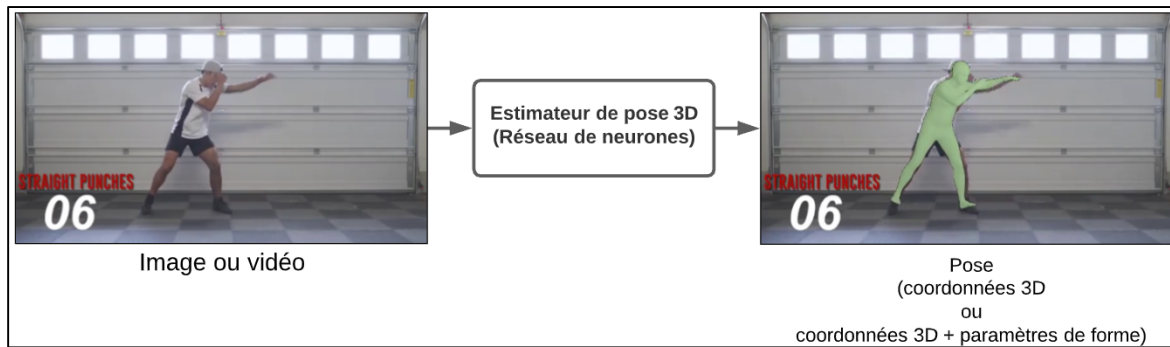 STRAIGHT PUNCHES
06
Image ou vidéo
Estimateur de pose 3D
(Réseau de neurones)
STRAIGHT PUNCHES
06
Pose
(coordonnées 3D
ou
coordonnées 3D + paramètres de forme)